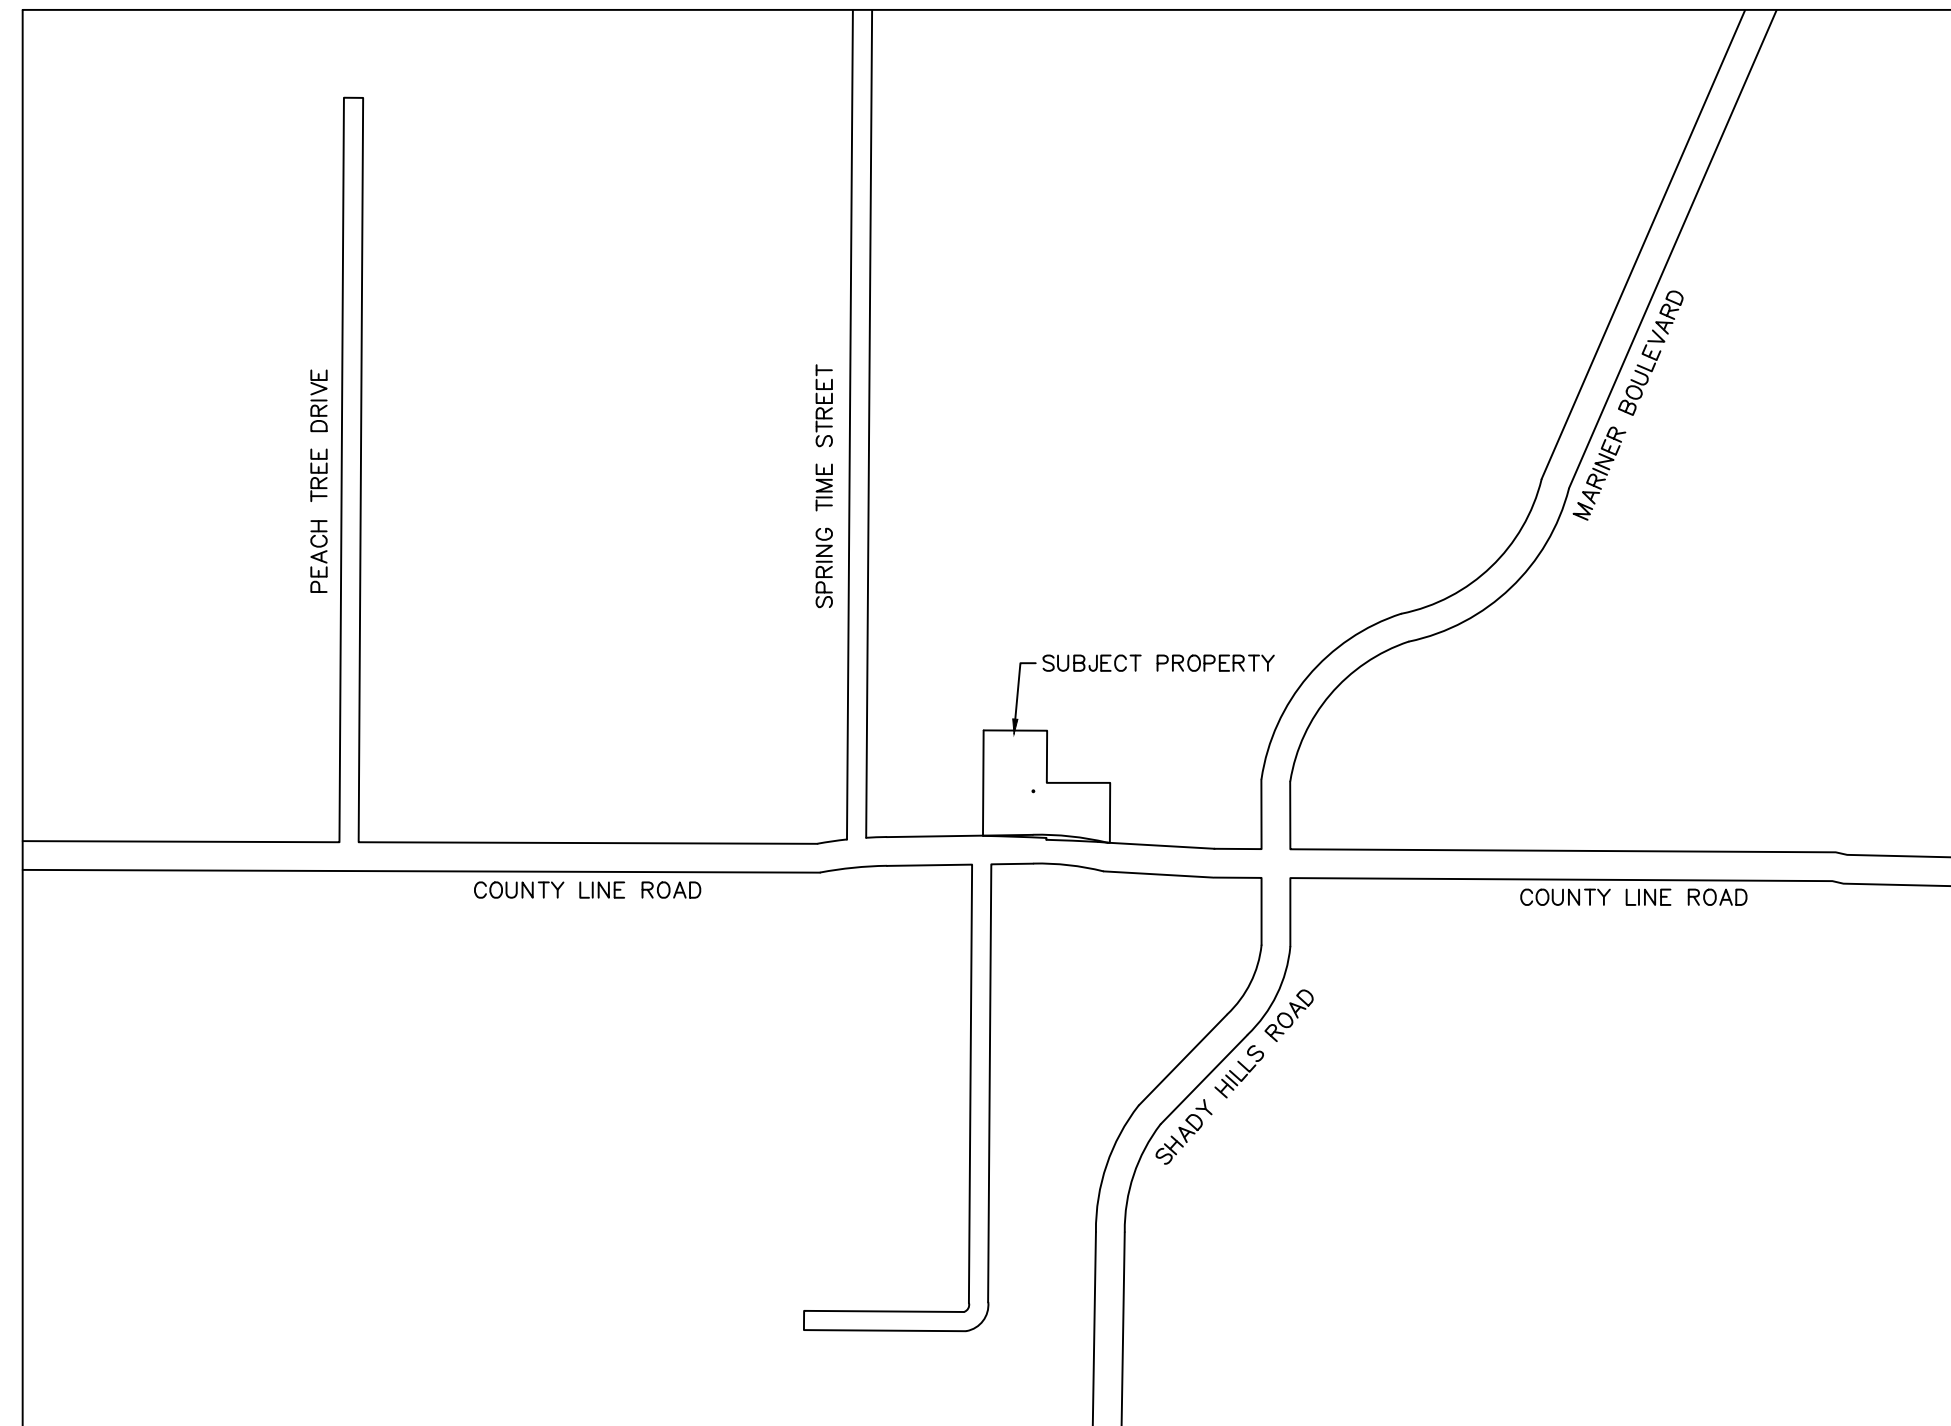 PEACH TREE DRIVE
SPRING TIME STREET
MARINER BOULEVARD
SUBJECT PROPERTY
COUNTY LINE ROAD
COUNTY LINE ROAD
SHADY HILLS ROAD